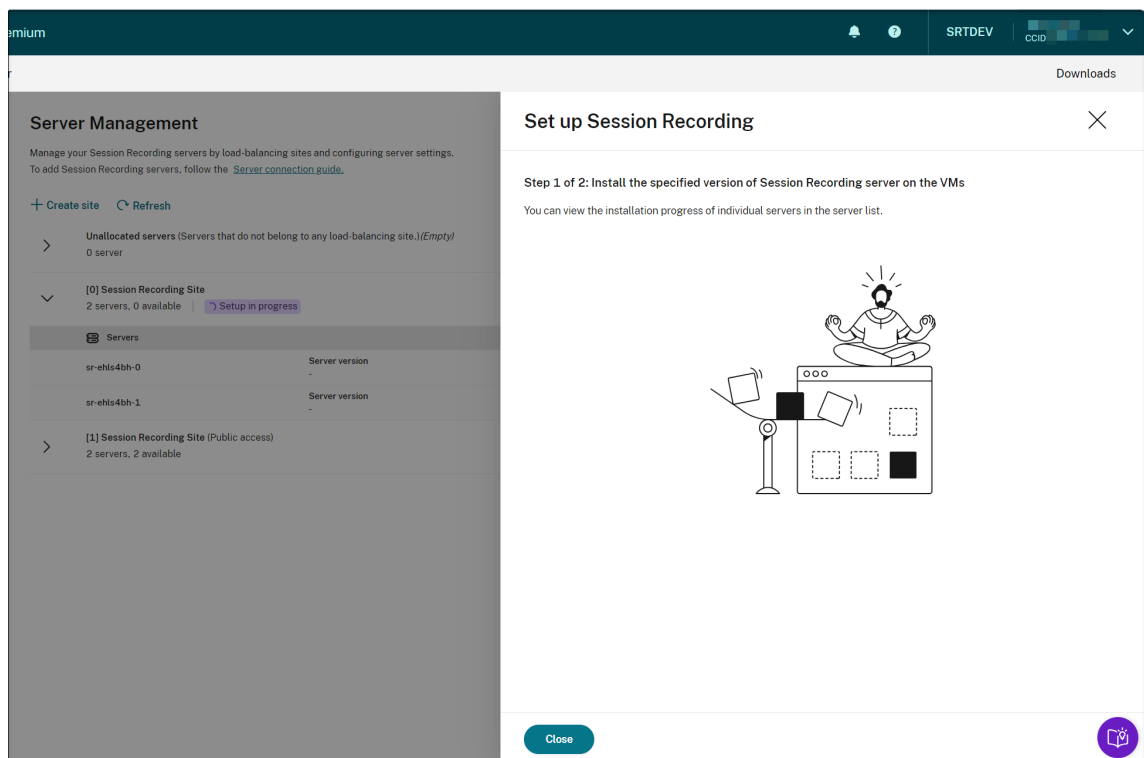 emium
SRTDEV
CCID
r
Downloads
Server Management
Manage your Session Recording servers by load-balancing sites and configuring server settings.
To add Session Recording servers, follow the Server connection guide.
Create site
Refresh
Unallocated servers (Servers that do not belong to any load-balancing site.)(Empty)
0 server
[0] Session Recording Site
2 servers, 0 available
Setup in progress
Servers
sr-ehls4bh-0
Server version
-
sr-ehls4bh-1
Server version
-
[1] Session Recording Site (Public access)
2 servers, 2 available
Set up Session Recording
Step 1 of 2: Install the specified version of Session Recording server on the VMs
You can view the installation progress of individual servers in the server list.
Close